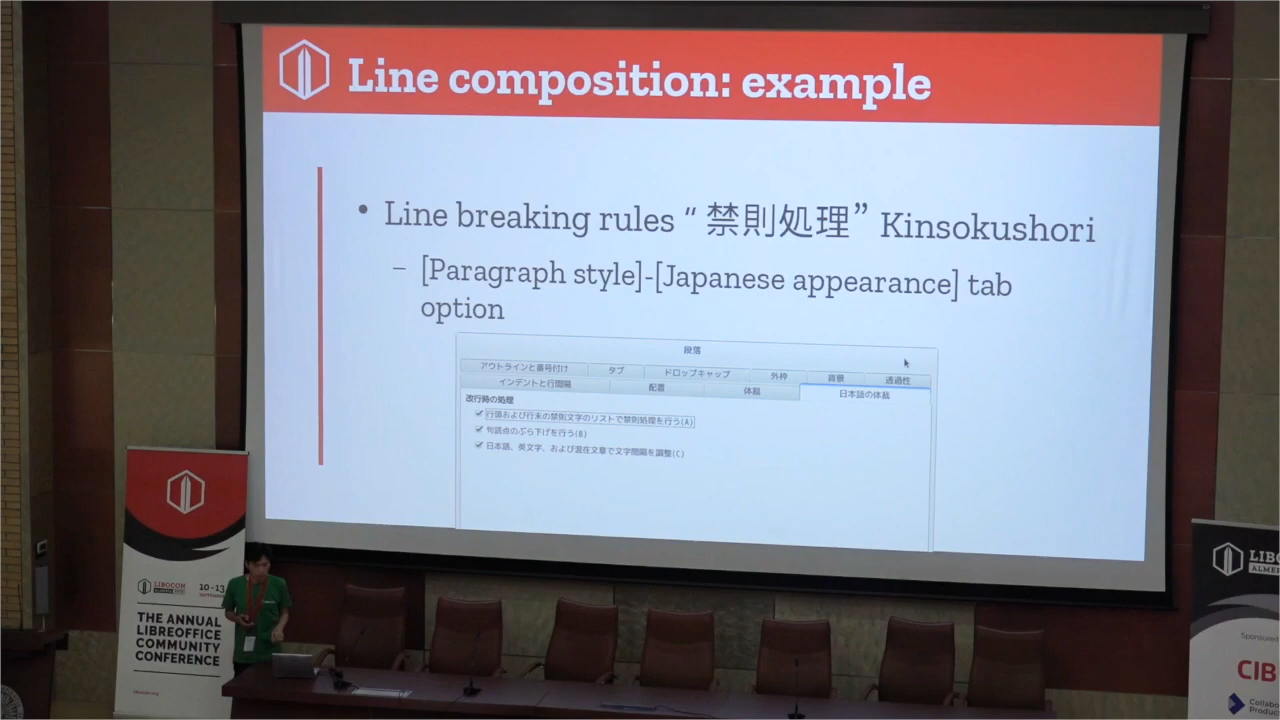 Line composition: example
• Line breaking rules “ 禁則処理” Kinsokushori
– [Paragraph style]-[Japanese appearance] tab
option
段落
アウトラインと番号付け タブ ドロップキャップ 外枠 背景 透過性
インデントと行間隔 配置 体裁 日本語の体裁
改行時の処理
行頭および行末の禁則文字のリストで禁則処理を行う(A)
句読点のぶら下げを行う(B)
日本語、英文字、および混在文章で文字間隔を調整(C)
LIBOCON
10-13
THE ANNUAL
LIBREOFFICE
COMMUNITY
CONFERENCE
LIBO
ALME
Sponsored
CIB
Collabo
Produc